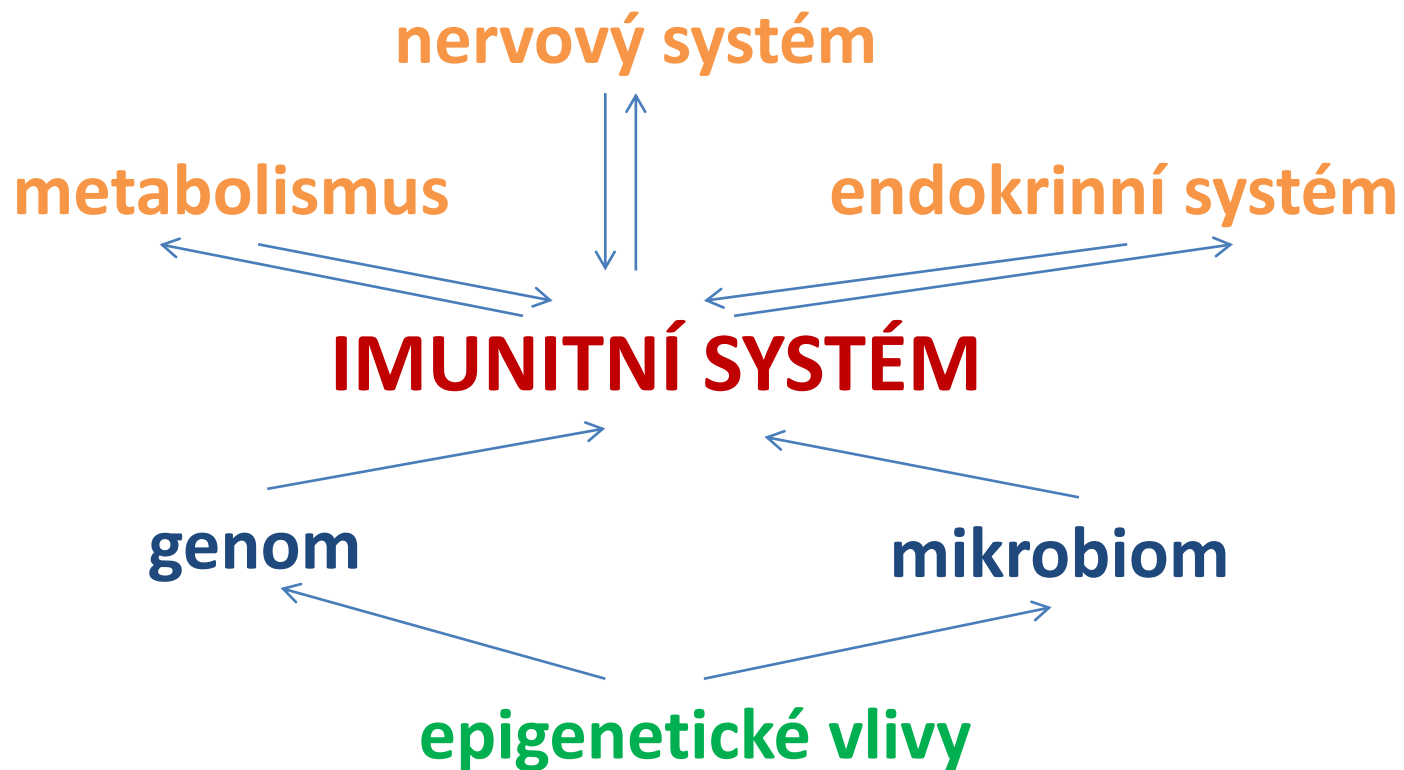 nervový systém
metabolismus
endokrinní systém
IMUNITNÍ SYSTÉM
genom
mikrobiom
epigenetické vlivy